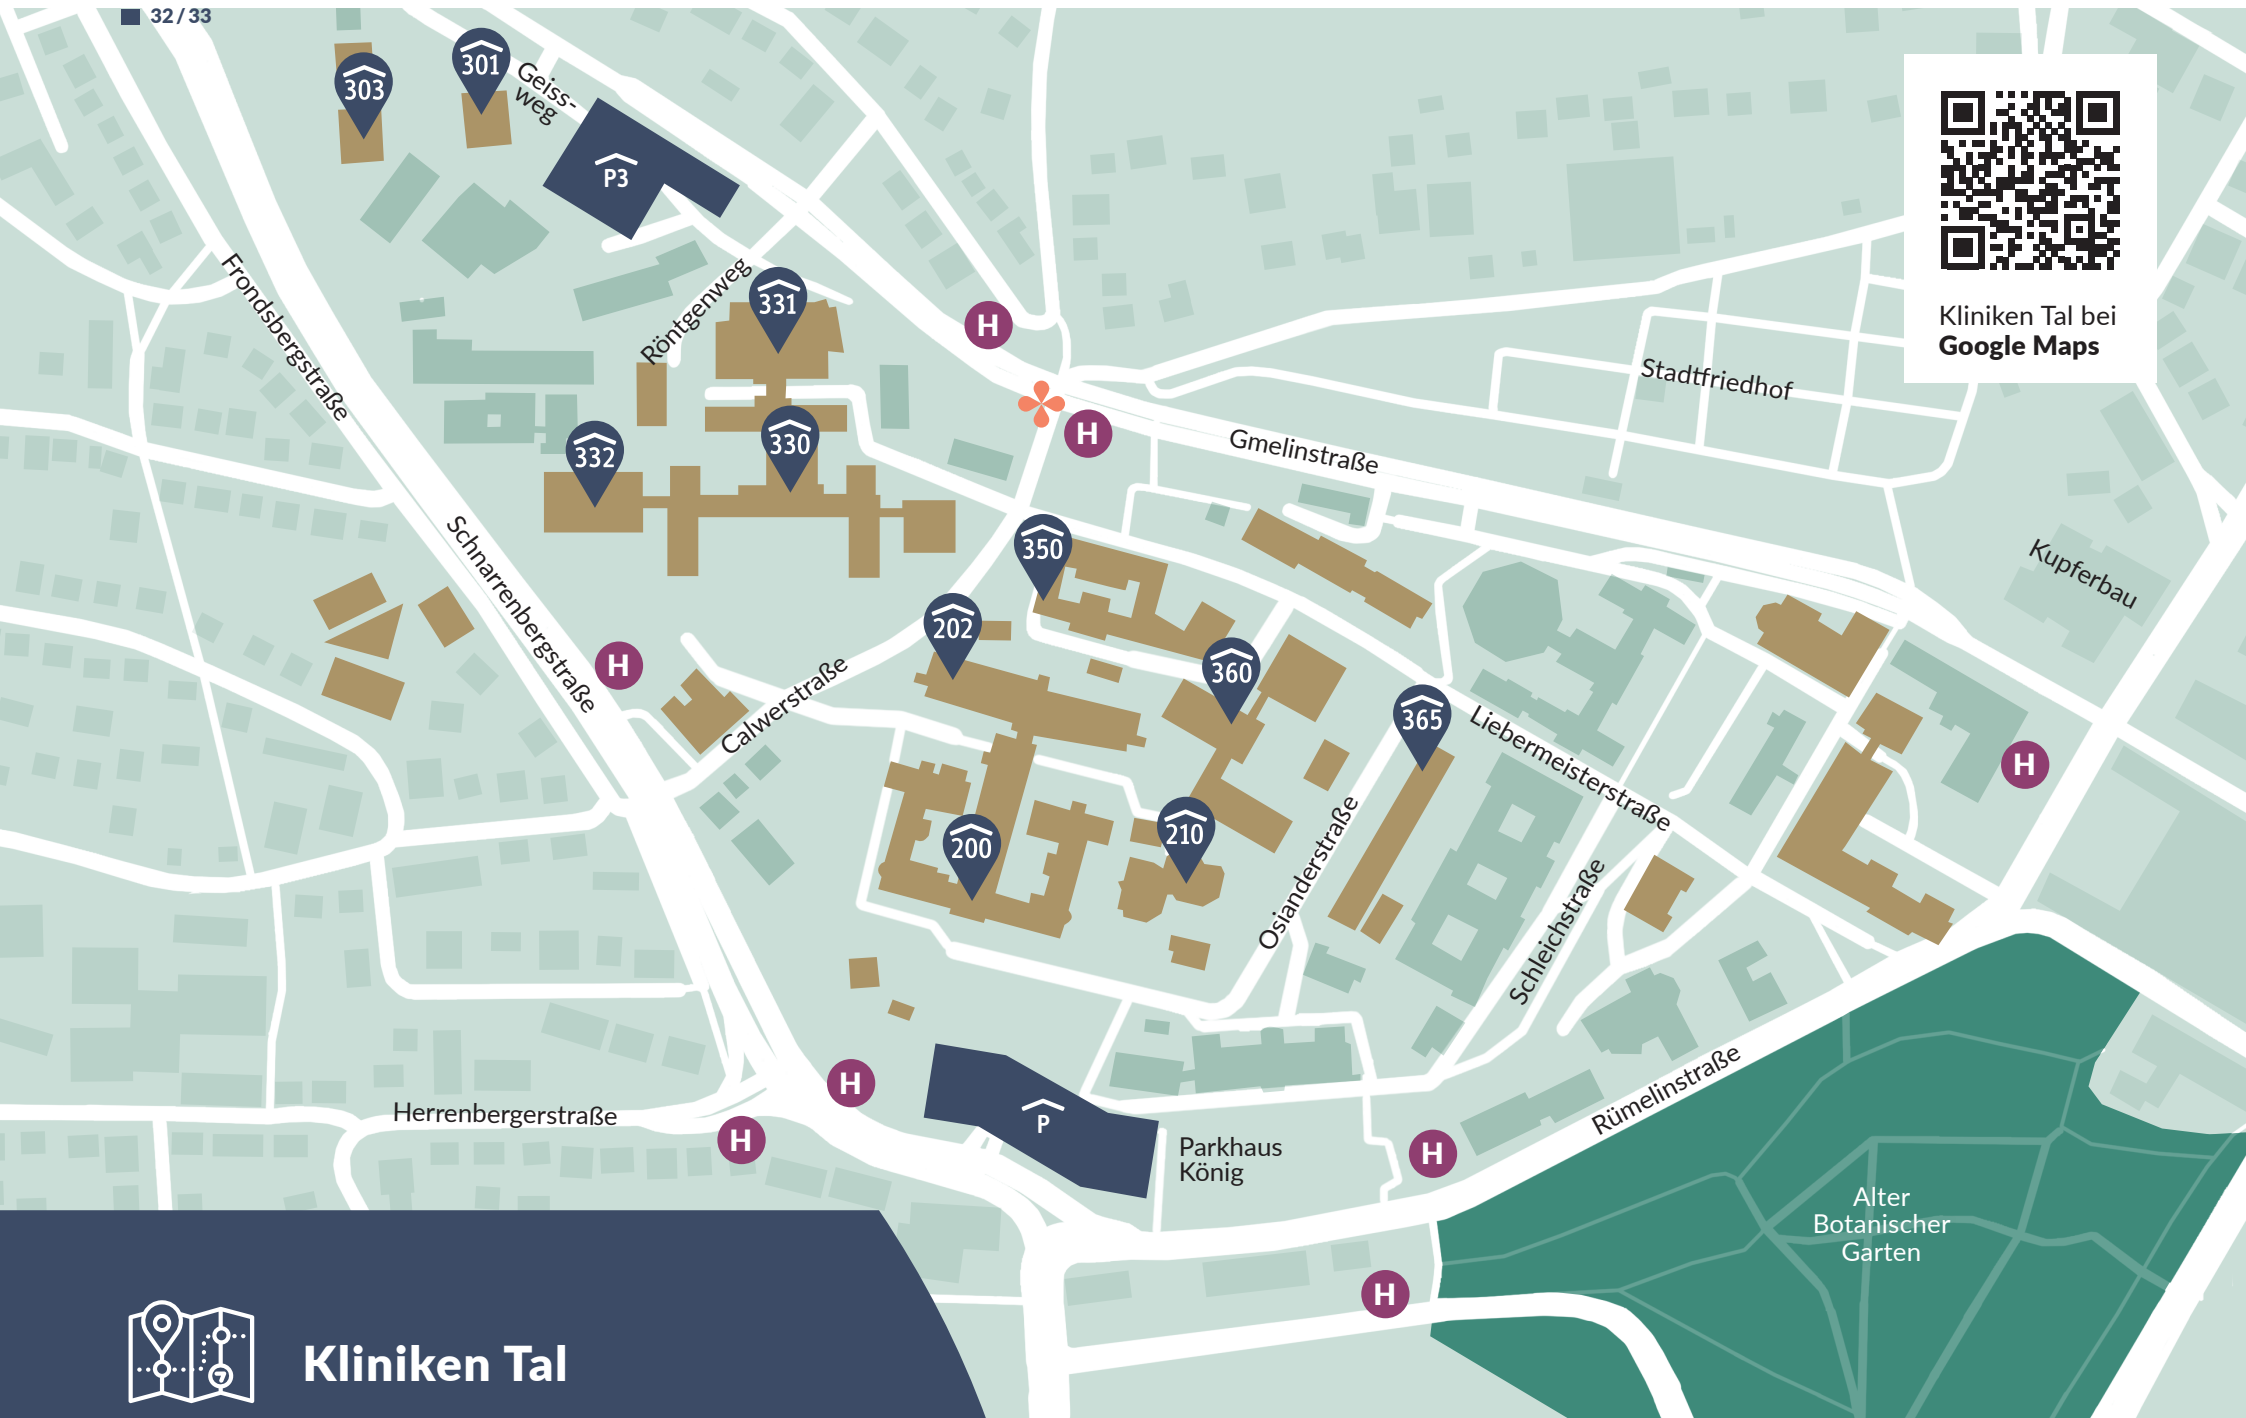 32 / 33
303
301
Geiss-
weg
P3
Frondsbergstraße
Röntgenweg
331
H
Kliniken Tal bei
Google Maps
Stadtfriedhof
H
Gmelinstraße
332
330
Schnarrenbergstraße
350
Kupferbau
202
H
Calwerstraße
360
365
Liebermeisterstraße
H
200
210
Osianderstraße
Schleichstraße
H
P
Herrenbergerstraße
H
Parkhaus
König
H
Rümelinstraße
Alter
Botanischer
Garten
H
Kliniken Tal